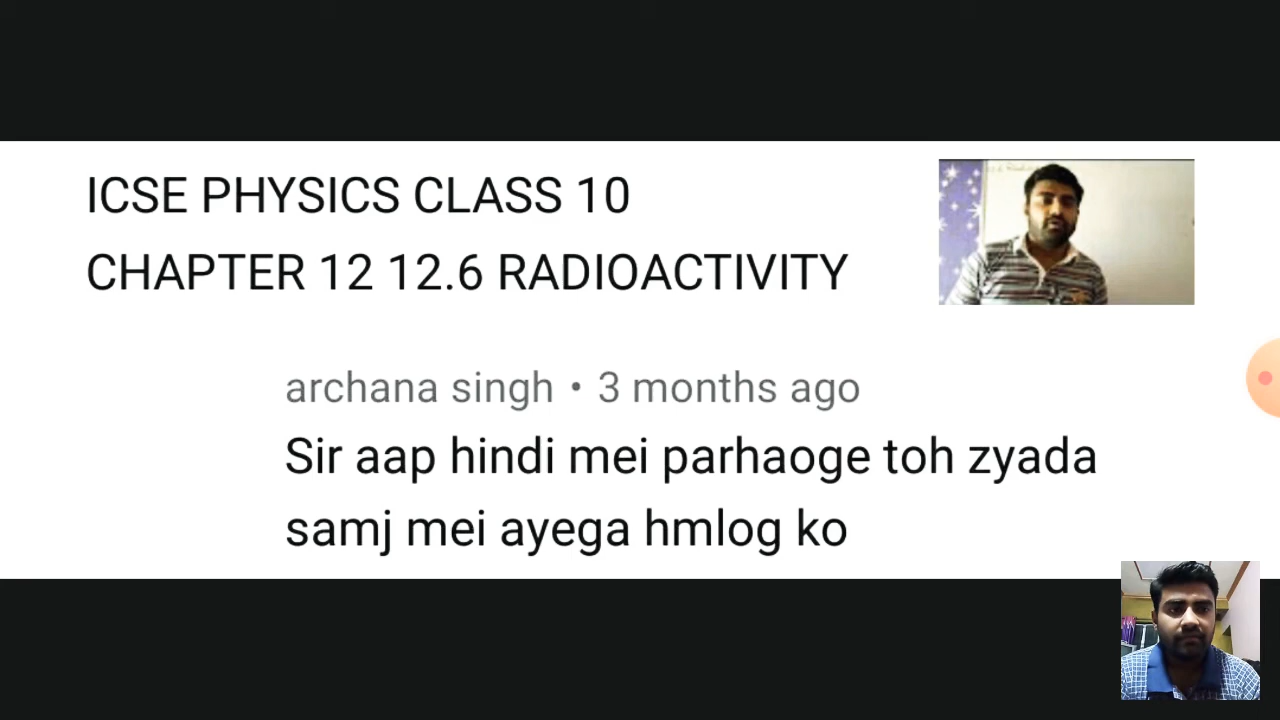 ICSE PHYSICS CLASS 10
CHAPTER 12 12.6 RADIOACTIVITY
archana singh • 3 months ago
Sir aap hindi mei parhaoge toh zyada
samj mei ayega hmlog ko